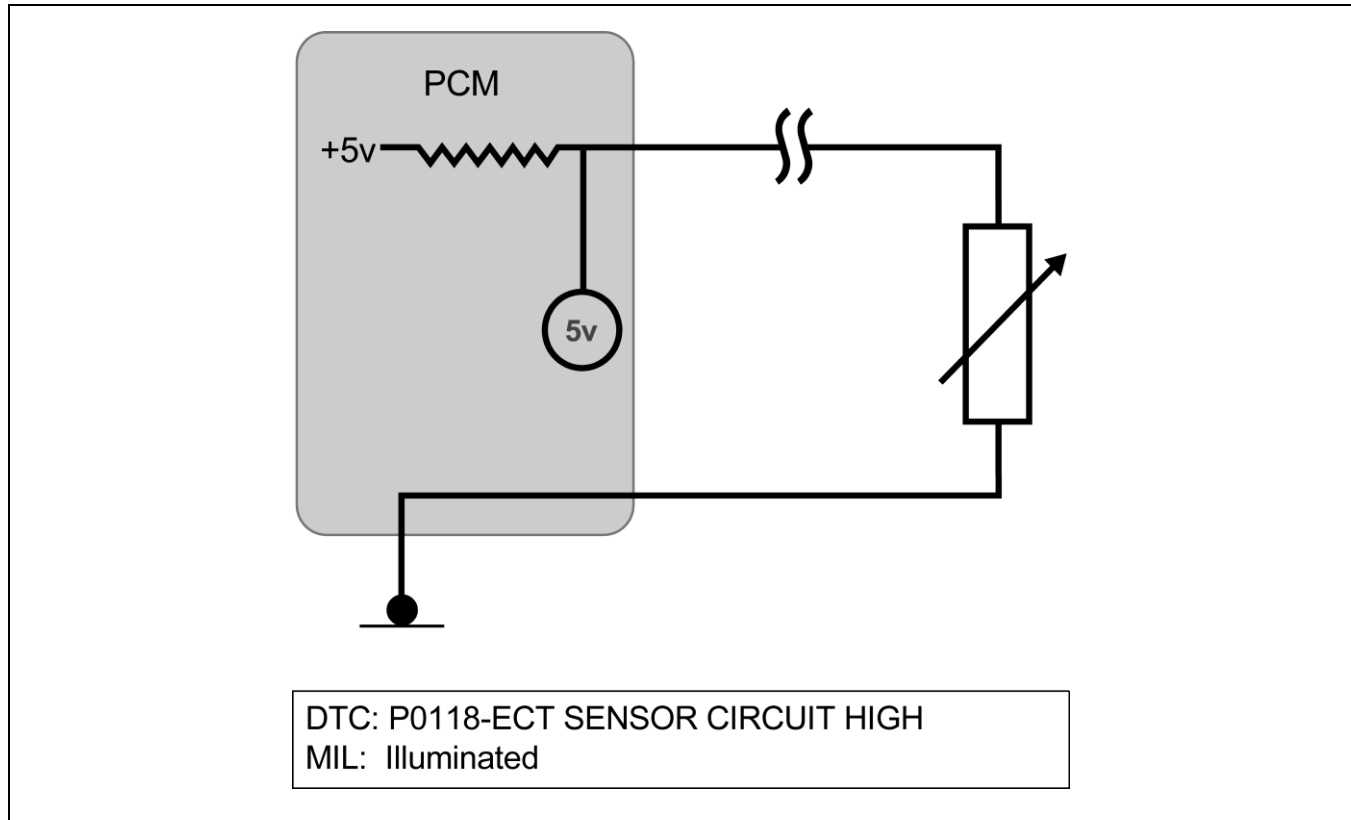 PCM
+5v
5v
DTC: P0118-ECT SENSOR CIRCUIT HIGH
MIL: Illuminated